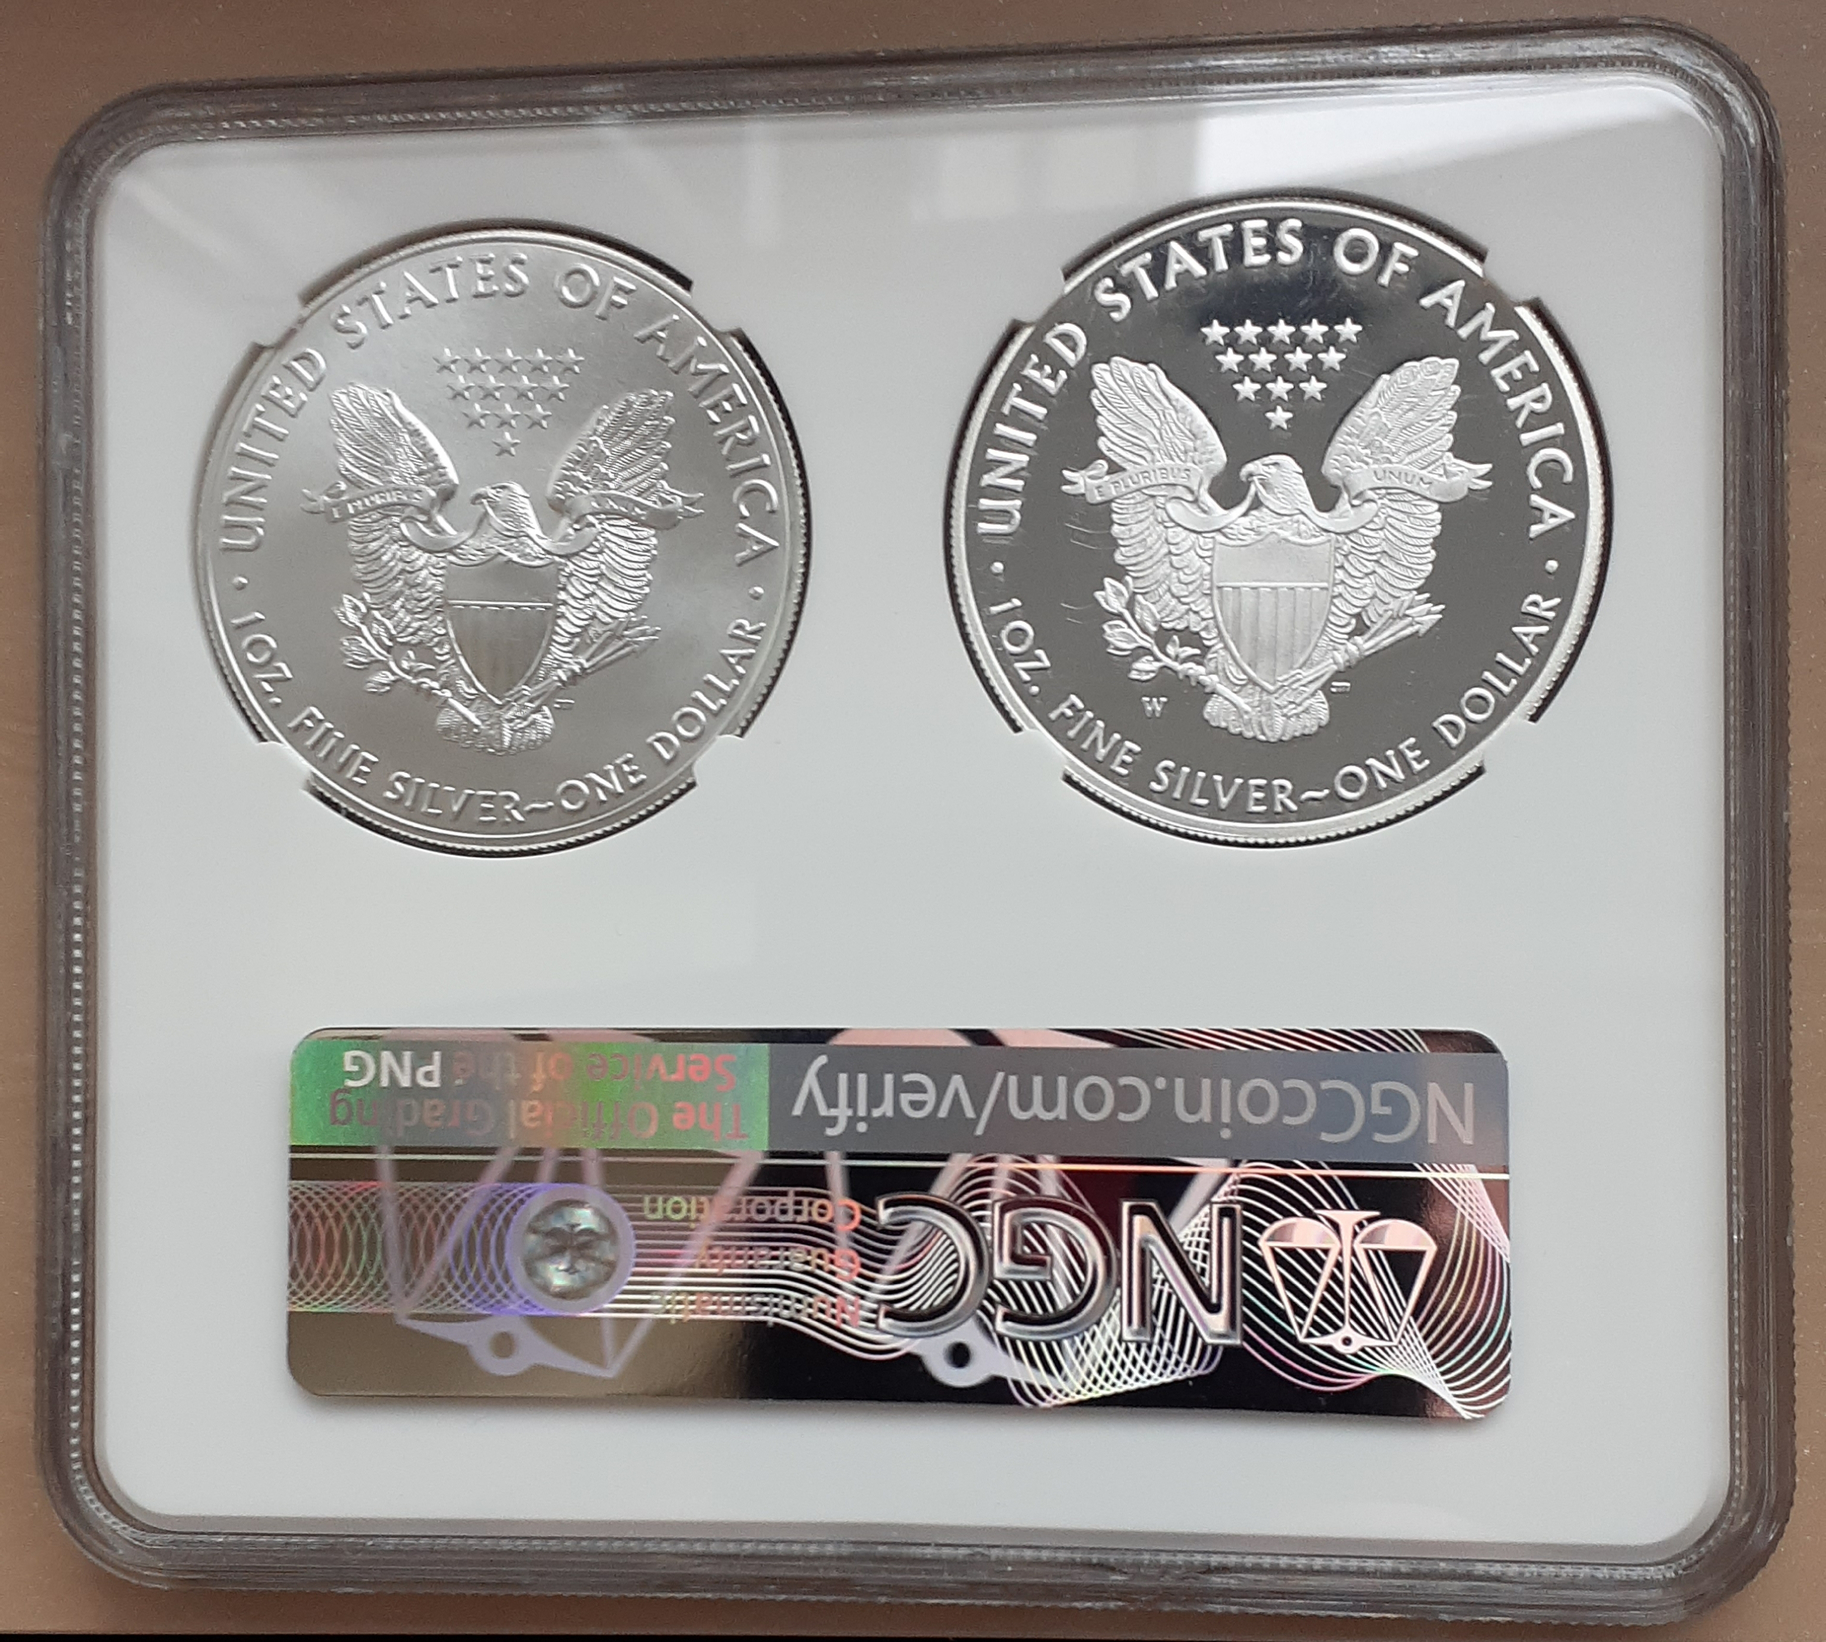 UNITED STATES OF AMERICA
E PLURIBUS
· 1 OZ. FINE SILVER~ONE DOLLAR ·
UNITED STATES OF AMERICA
E PLURIBUS UNUM
W
· 1 OZ. FINE SILVER~ONE DOLLAR ·
NGCcoin.com/verify
The Official Grading
Service of the PNG
NGC
Numismatic
Guaranty
Corporation